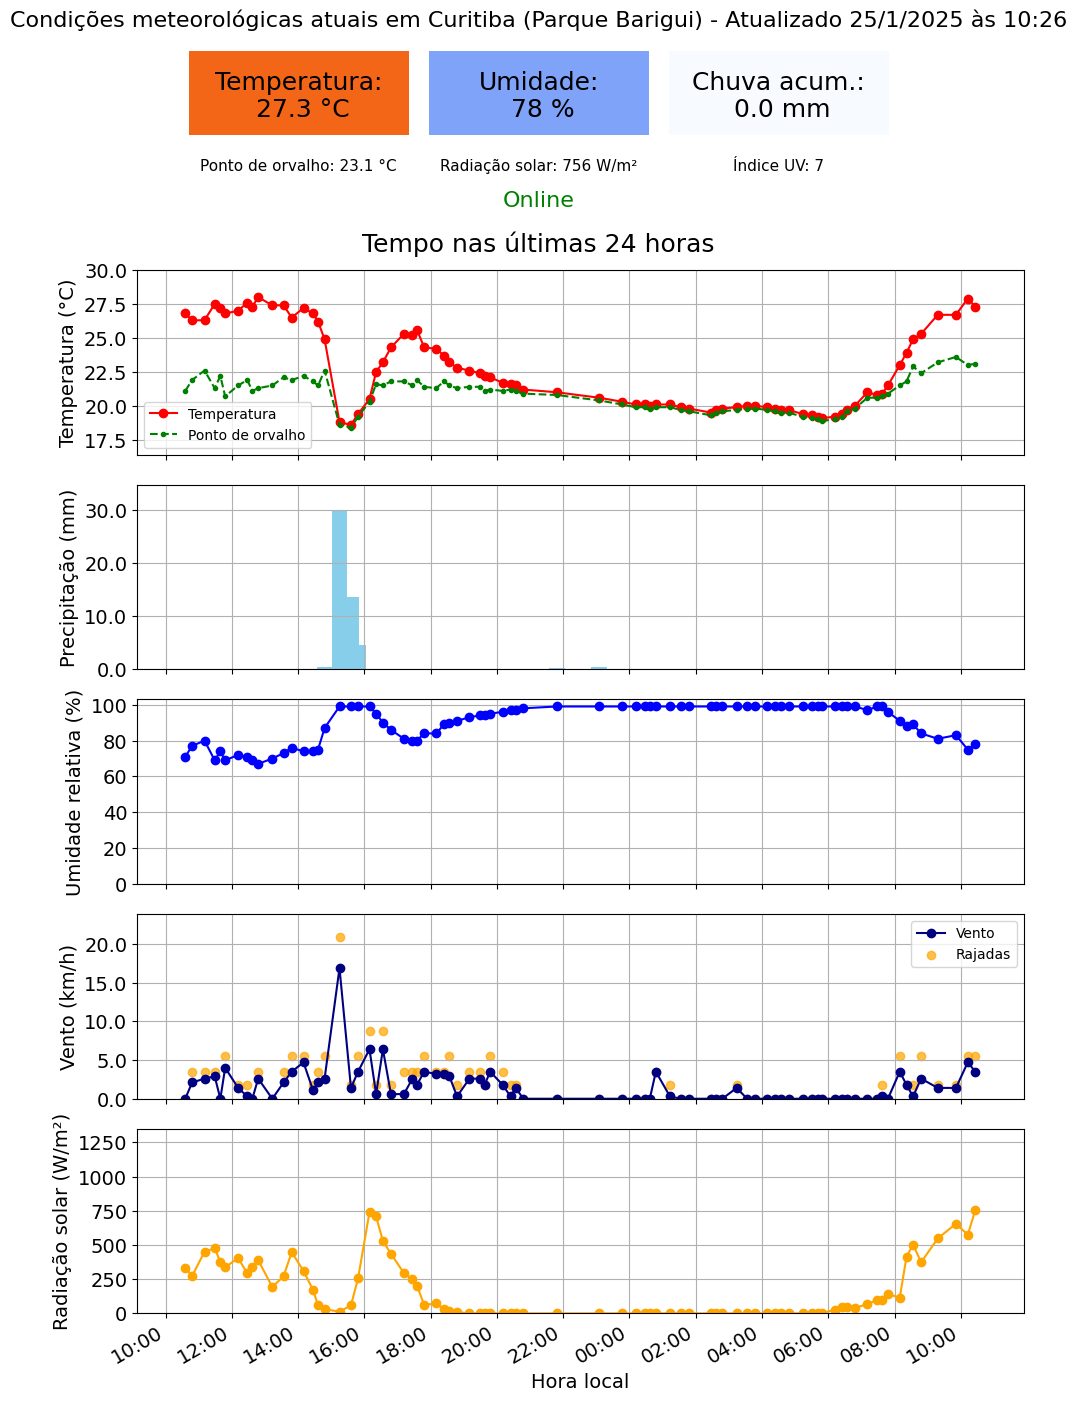 Condições meteorológicas atuais em Curitiba (Parque Barigui) - Atualizado 25/1/2025 às 10:26
Temperatura:
27.3 °C
Umidade:
78 %
Chuva acum.:
0.0 mm
Ponto de orvalho: 23.1 °C
Radiação solar: 756 W/m²
Índice UV: 7
Online
Tempo nas últimas 24 horas
Temperatura (°C)
30.0
27.5
25.0
22.5
20.0
17.5
Temperatura
Ponto de orvalho
Precipitação (mm)
30.0
20.0
10.0
0.0
Umidade relativa (%)
100
80
60
40
20
0
Vento (km/h)
20.0
15.0
10.0
5.0
0.0
Vento
Rajadas
Radiação solar (W/m²)
1250
1000
750
500
250
0
10:00
12:00
14:00
16:00
18:00
20:00
22:00
00:00
02:00
04:00
06:00
08:00
10:00
Hora local